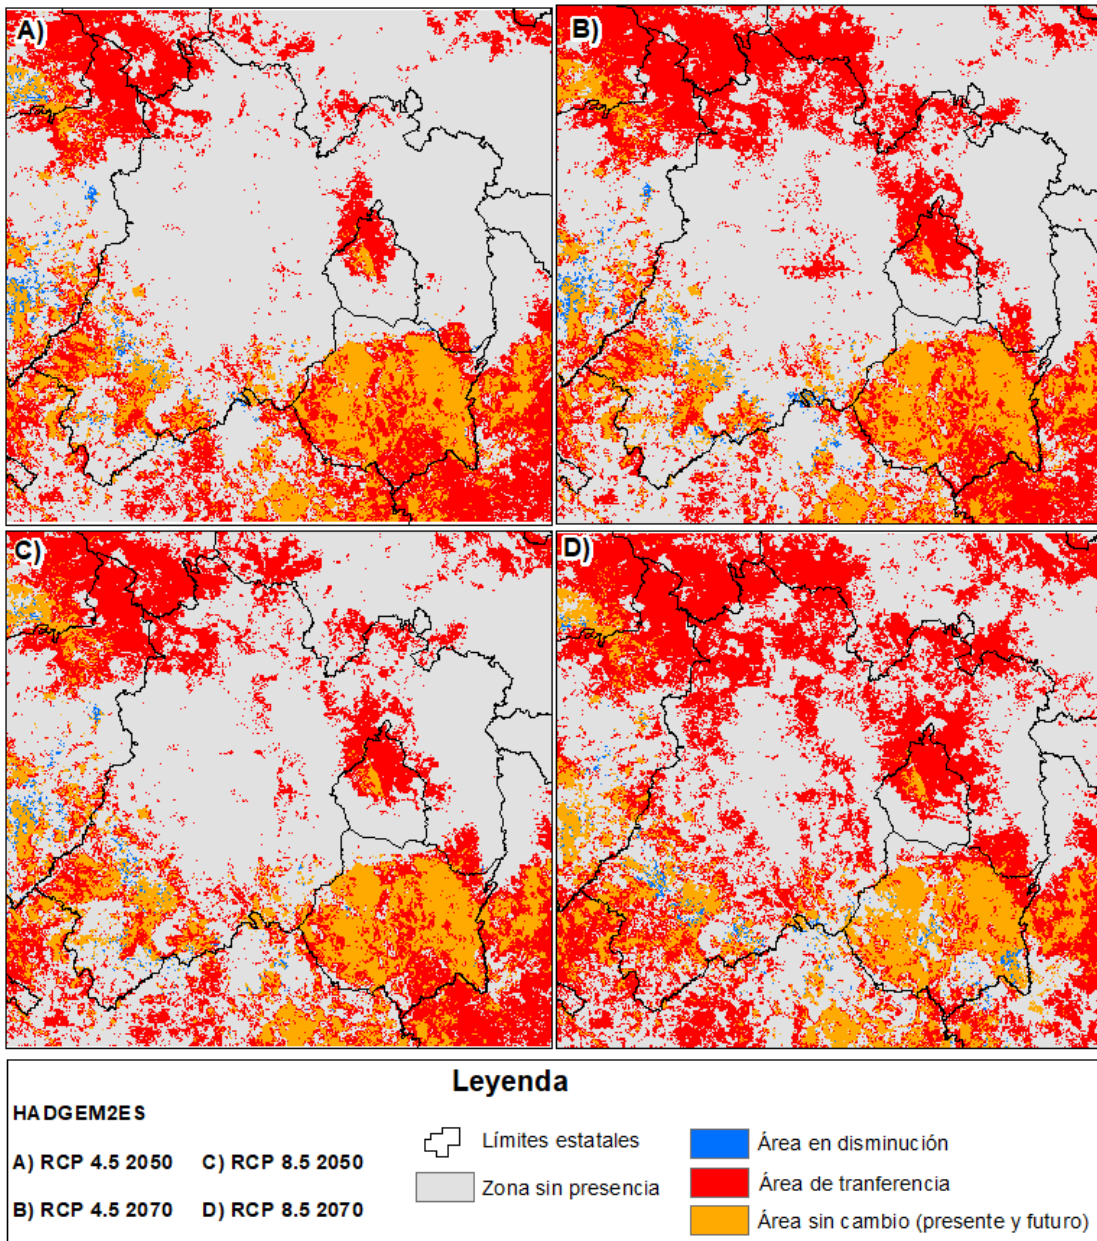 A)
B)
C)
D)
Leyenda
HADGEM2ES
A) RCP 4.5 2050
C) RCP 8.5 2050
B) RCP 4.5 2070
D) RCP 8.5 2070
Límites estatales
Zona sin presencia
Área en disminución
Área de tranferencia
Área sin cambio (presente y futuro)